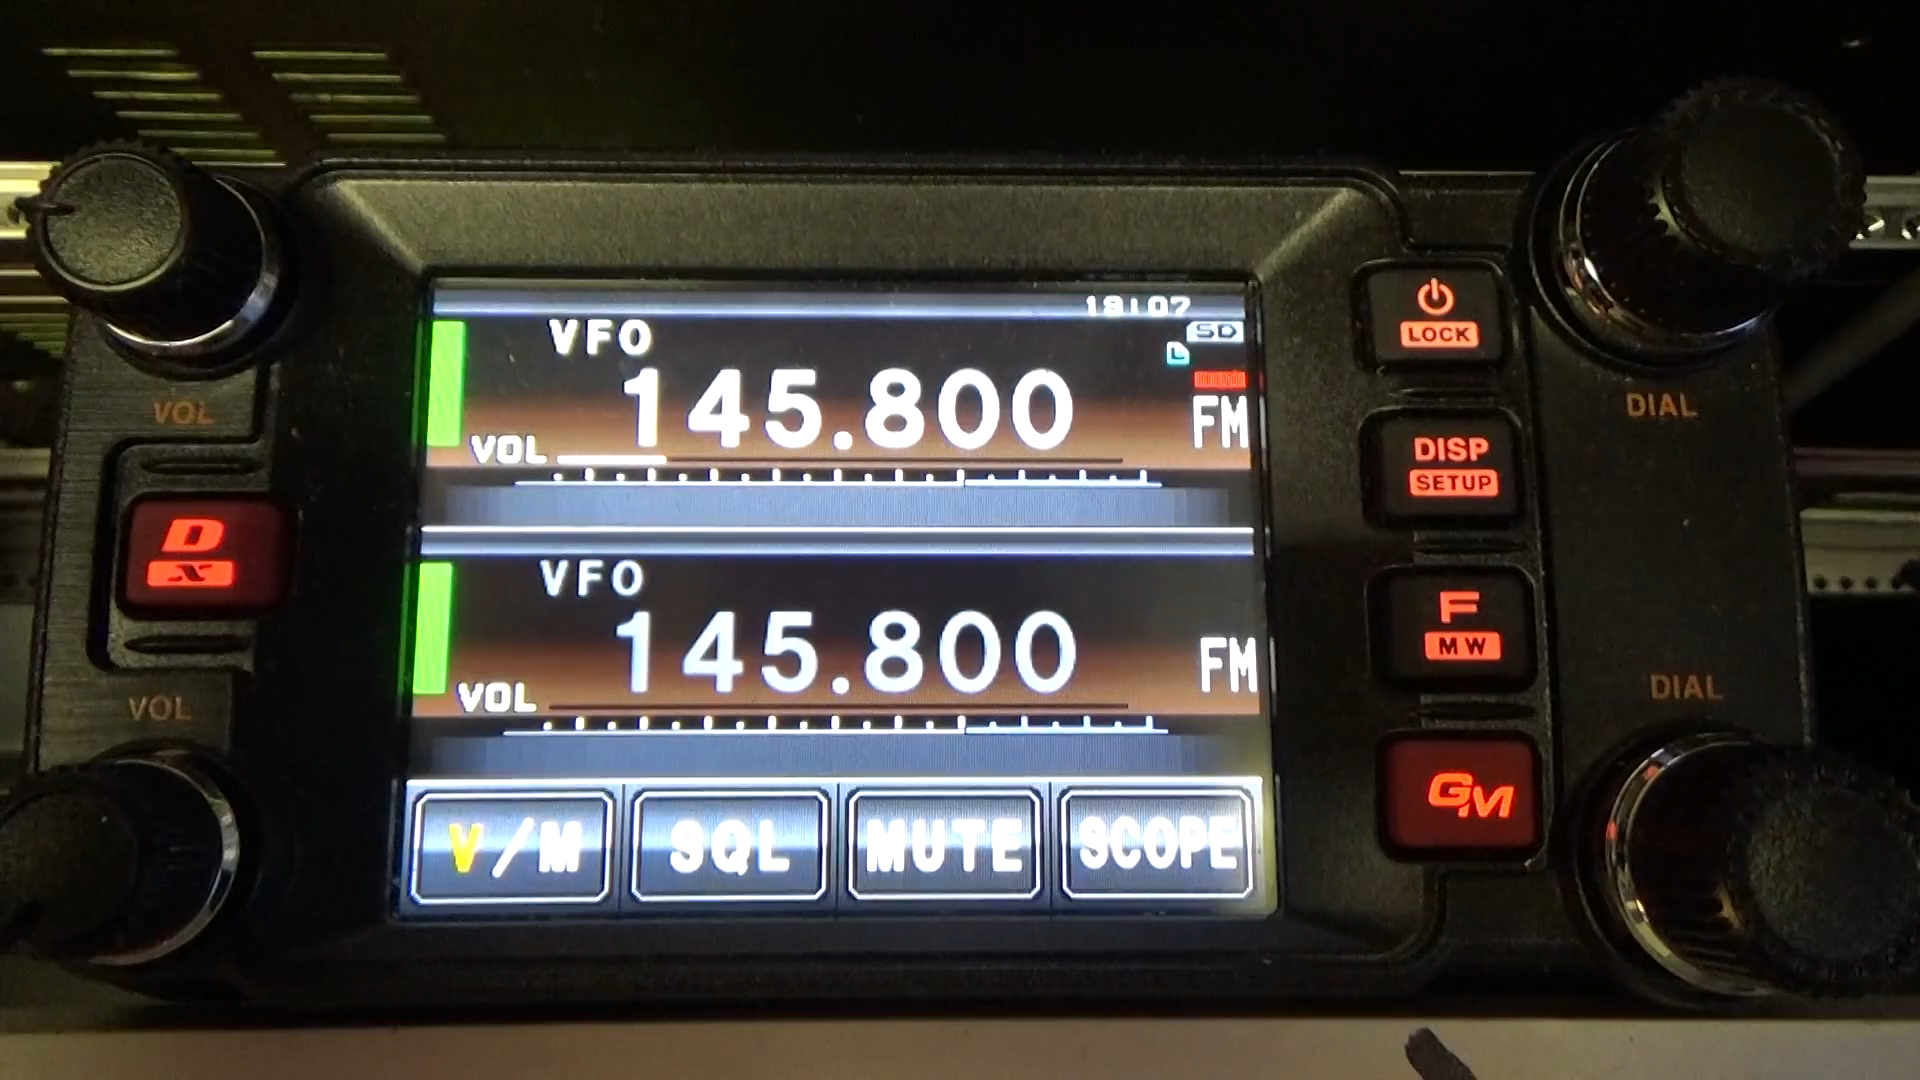 19:07
SD
VFO
L
145.800
FM
VOL
VFO
145.800
FM
VOL
V/M
SQL
MUTE
SCOPE
VOL
D
X
VOL
LOCK
DISP
SETUP
F
MW
GM
DIAL
DIAL